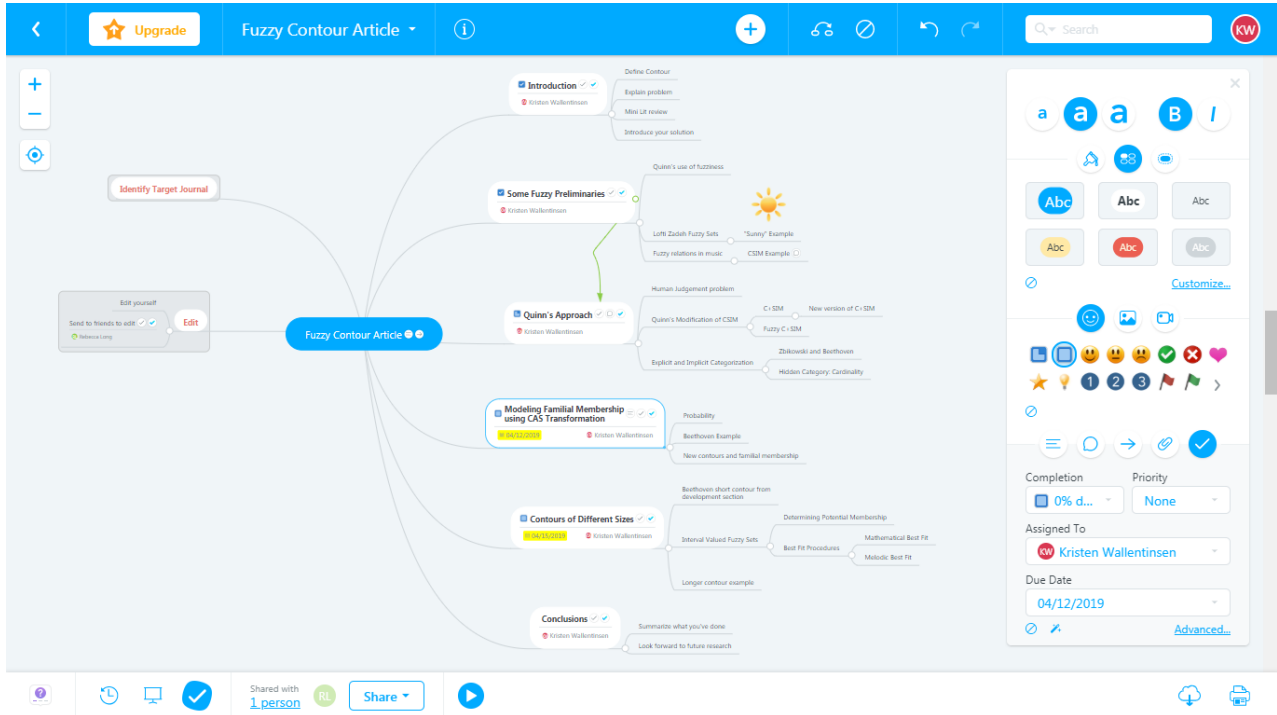 Upgrade
Fuzzy Contour Article
Search
KW
Identify Target Journal
Edit yourself
Send to friends to edit
Rebecca Long
Edit
Fuzzy Contour Article
Introduction
Kristen Wallentinsen
Define Contour
Explain problem
Mini Lit review
Introduce your solution
Some Fuzzy Preliminaries
Kristen Wallentinsen
Quinn's use of fuzziness
Lofti Zadeh Fuzzy Sets
"Sunny" Example
Fuzzy relations in music
CSIM Example
Quinn's Approach
Kristen Wallentinsen
Human Judgement problem
Quinn's Modification of CSIM
C+SIM
New version of C+SIM
Fuzzy C+SIM
Explicit and Implicit Categorization
Zbikowski and Beethoven
Hidden Category: Cardinality
Modeling Familial Membership
using CAS Transformation
04/12/2019
Kristen Wallentinsen
Probability
Beethoven Example
New contours and familial membership
Contours of Different Sizes
04/15/2019
Kristen Wallentinsen
Beethoven short contour from
development section
Interval Valued Fuzzy Sets
Determining Potential Membership
Best Fit Procedures
Mathematical Best Fit
Melodic Best Fit
Longer contour example
Conclusions
Kristen Wallentinsen
Summarize what you've done
Look forward to future research
a a a B I
Abc Abc Abc
Abc Abc Abc
Customize...
1 2 3
Completion Priority
0% d... None
Assigned To
KW Kristen Wallentinsen
Due Date
04/12/2019
Advanced...
Shared with
1 person
RL
Share